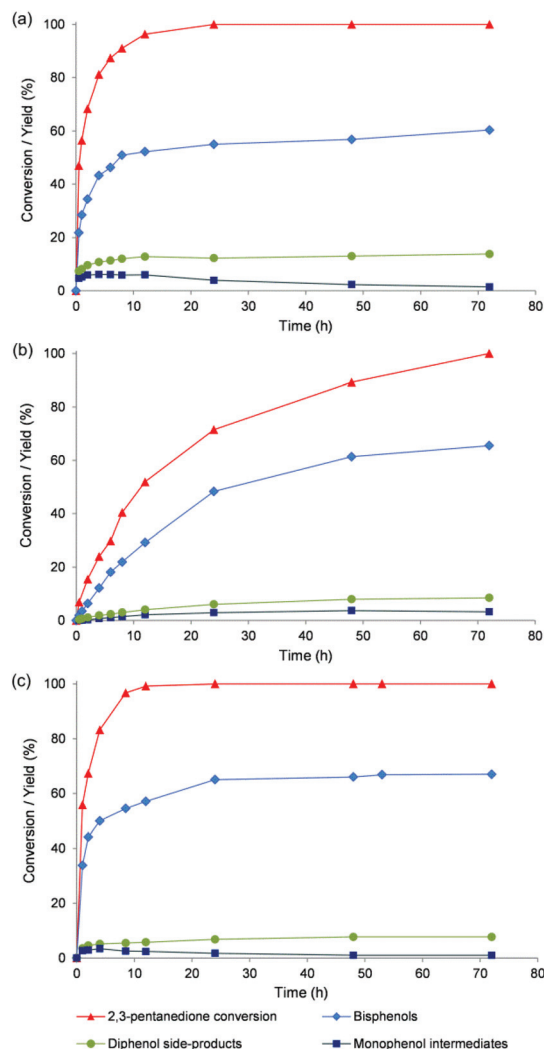 (a)
Conversion / Yield (%)
100
80
60
40
20
0
0 10 20 30 40 50 60 70 80
Time (h)
(b)
Conversion / Yield (%)
100
80
60
40
20
0
0 10 20 30 40 50 60 70 80
Time (h)
(c)
Conversion / Yield (%)
100
80
60
40
20
0
0 10 20 30 40 50 60 70 80
Time (h)
2,3-pentanedione conversion Bisphenols
Diphenol side-products Monophenol intermediates